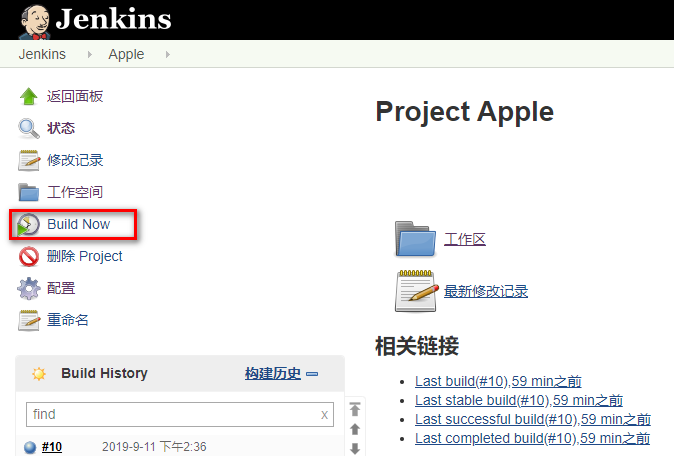 Jenkins
Jenkins Apple
返回面板
状态
修改记录
工作空间
Build Now
删除 Project
配置
重命名
Build History 构建历史
find x
#10 2019-9-11 下午2:36
Project Apple
工作区
最新修改记录
相关链接
Last build(#10),59 min之前
Last stable build(#10),59 min之前
Last successful build(#10),59 min之前
Last completed build(#10),59 min之前